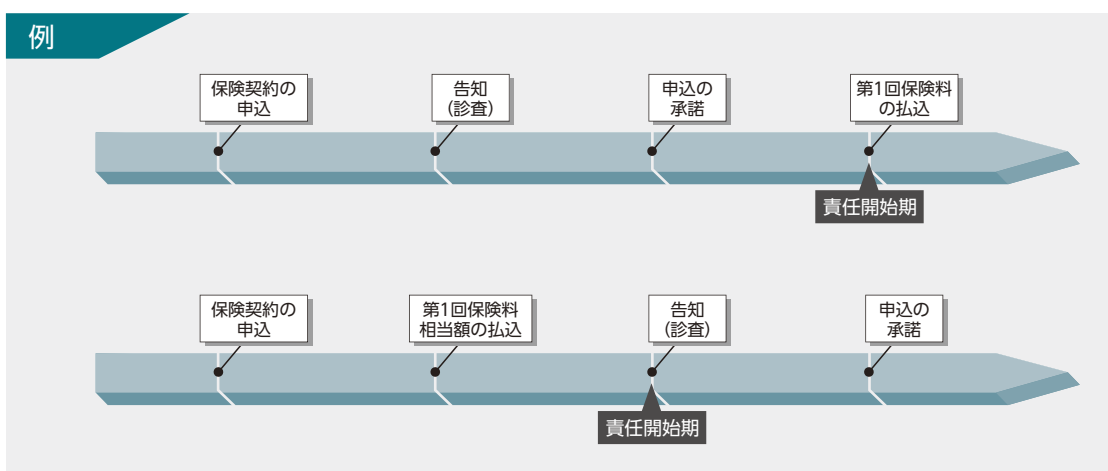 例
保険契約の
申込
告知
（診査）
申込の
承諾
第1回保険料
の払込
責任開始期
保険契約の
申込
第1回保険料
相当額の払込
告知
（診査）
申込の
承諾
責任開始期